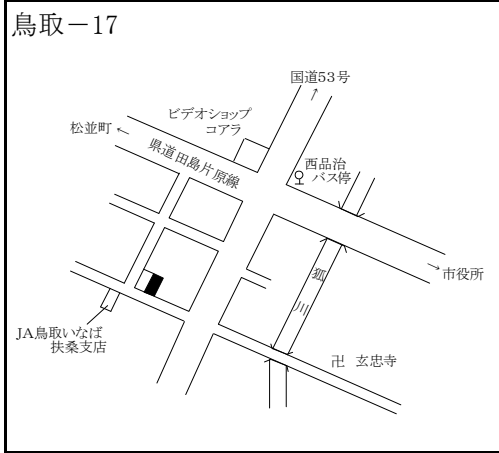 鳥取－17
国道53号
ビデオショップ
コアラ
松並町
県道田島片原線
西品治
バス停
市役所
狐川
JA鳥取いなば
扶桑支店
卍 玄忠寺